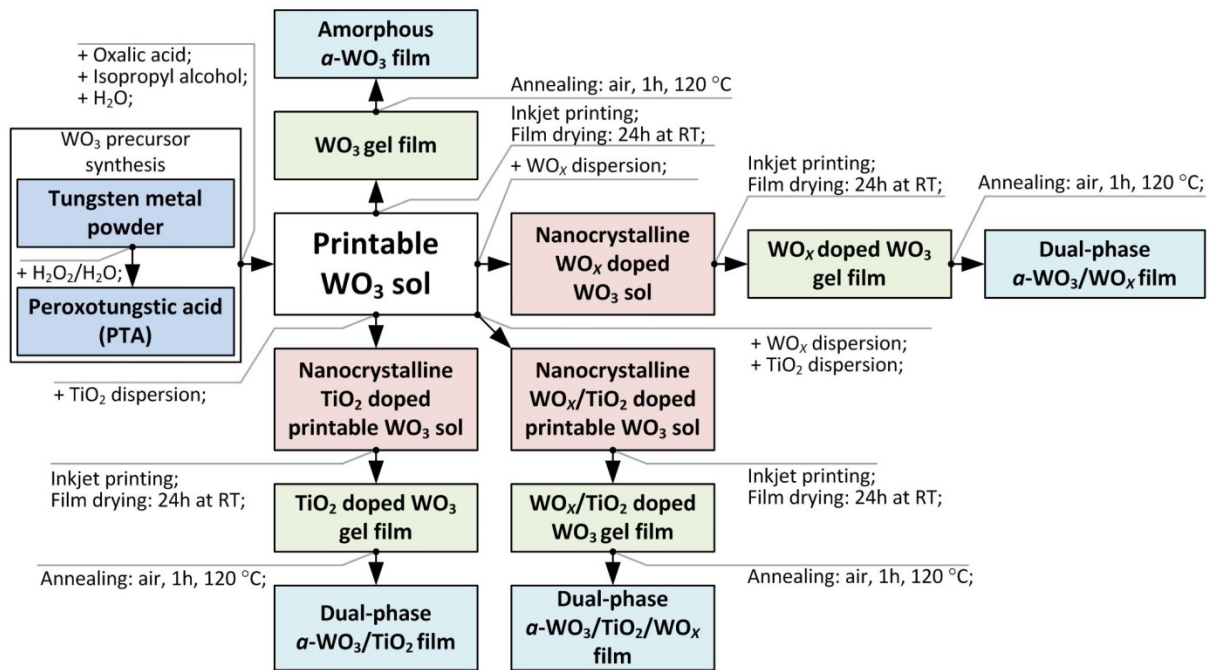 Amorphous
a-WO₃ film
+ Oxalic acid;
+ Isopropyl alcohol;
+ H₂O;
Annealing: air, 1h, 120 °C
Inkjet printing;
Film drying: 24h at RT;
WO₃ gel film
+ WOₓ dispersion;
WO₃ precursor
synthesis
Tungsten metal
powder
+ H₂O₂/H₂O;
Peroxotungstic acid
(PTA)
Printable
WO₃ sol
Nanocrystalline
WOₓ doped
WO₃ sol
Inkjet printing;
Film drying: 24h at RT;
WOₓ doped WO₃
gel film
Annealing: air, 1h, 120 °C;
Dual-phase
a-WO₃/WOₓ film
+ WOₓ dispersion;
+ TiO₂ dispersion;
+ TiO₂ dispersion;
Nanocrystalline
TiO₂ doped
printable WO₃ sol
Nanocrystalline
WOₓ/TiO₂ doped
printable WO₃ sol
Inkjet printing;
Film drying: 24h at RT;
Inkjet printing;
Film drying: 24h at RT;
TiO₂ doped WO₃
gel film
WOₓ/TiO₂ doped
WO₃ gel film
Annealing: air, 1h, 120 °C;
Annealing: air, 1h, 120 °C;
Dual-phase
a-WO₃/TiO₂ film
Dual-phase
a-WO₃/TiO₂/WOₓ
film